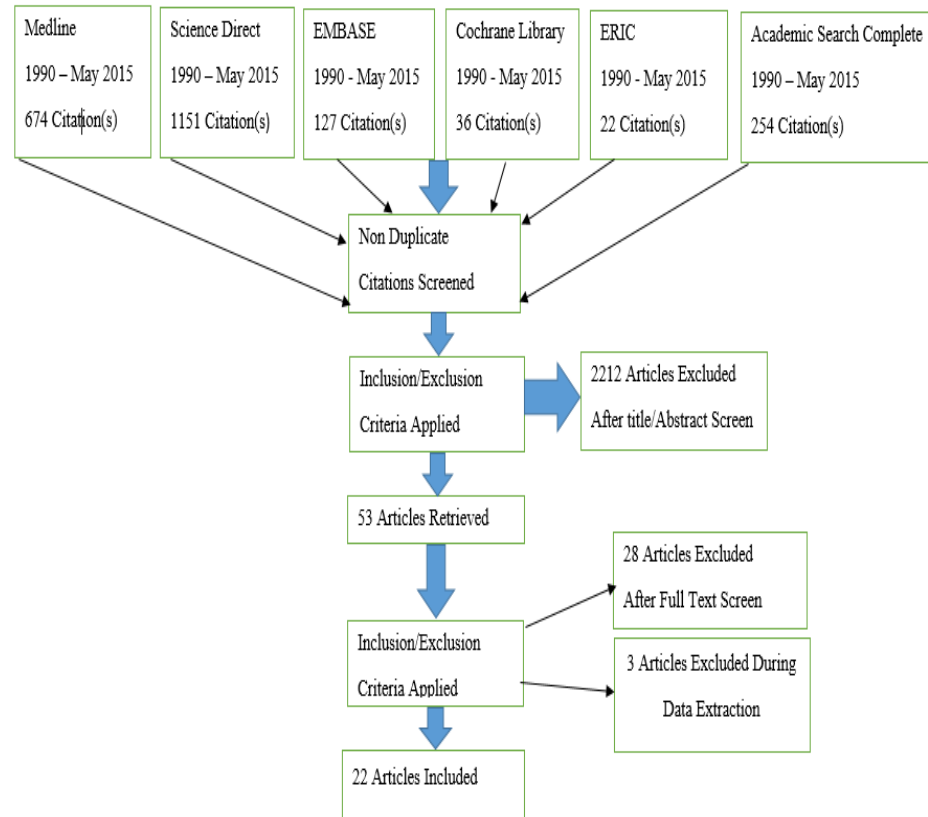 Medline
1990 – May 2015
674 Citation(s)
Science Direct
1990 – May 2015
1151 Citation(s)
EMBASE
1990 - May 2015
127 Citation(s)
Cochrane Library
1990 - May 2015
36 Citation(s)
ERIC
1990 - May 2015
22 Citation(s)
Academic Search Complete
1990 – May 2015
254 Citation(s)
Non Duplicate
Citations Screened
Inclusion/Exclusion
Criteria Applied
2212 Articles Excluded
After title/Abstract Screen
53 Articles Retrieved
28 Articles Excluded
After Full Text Screen
Inclusion/Exclusion
Criteria Applied
3 Articles Excluded During
Data Extraction
22 Articles Included